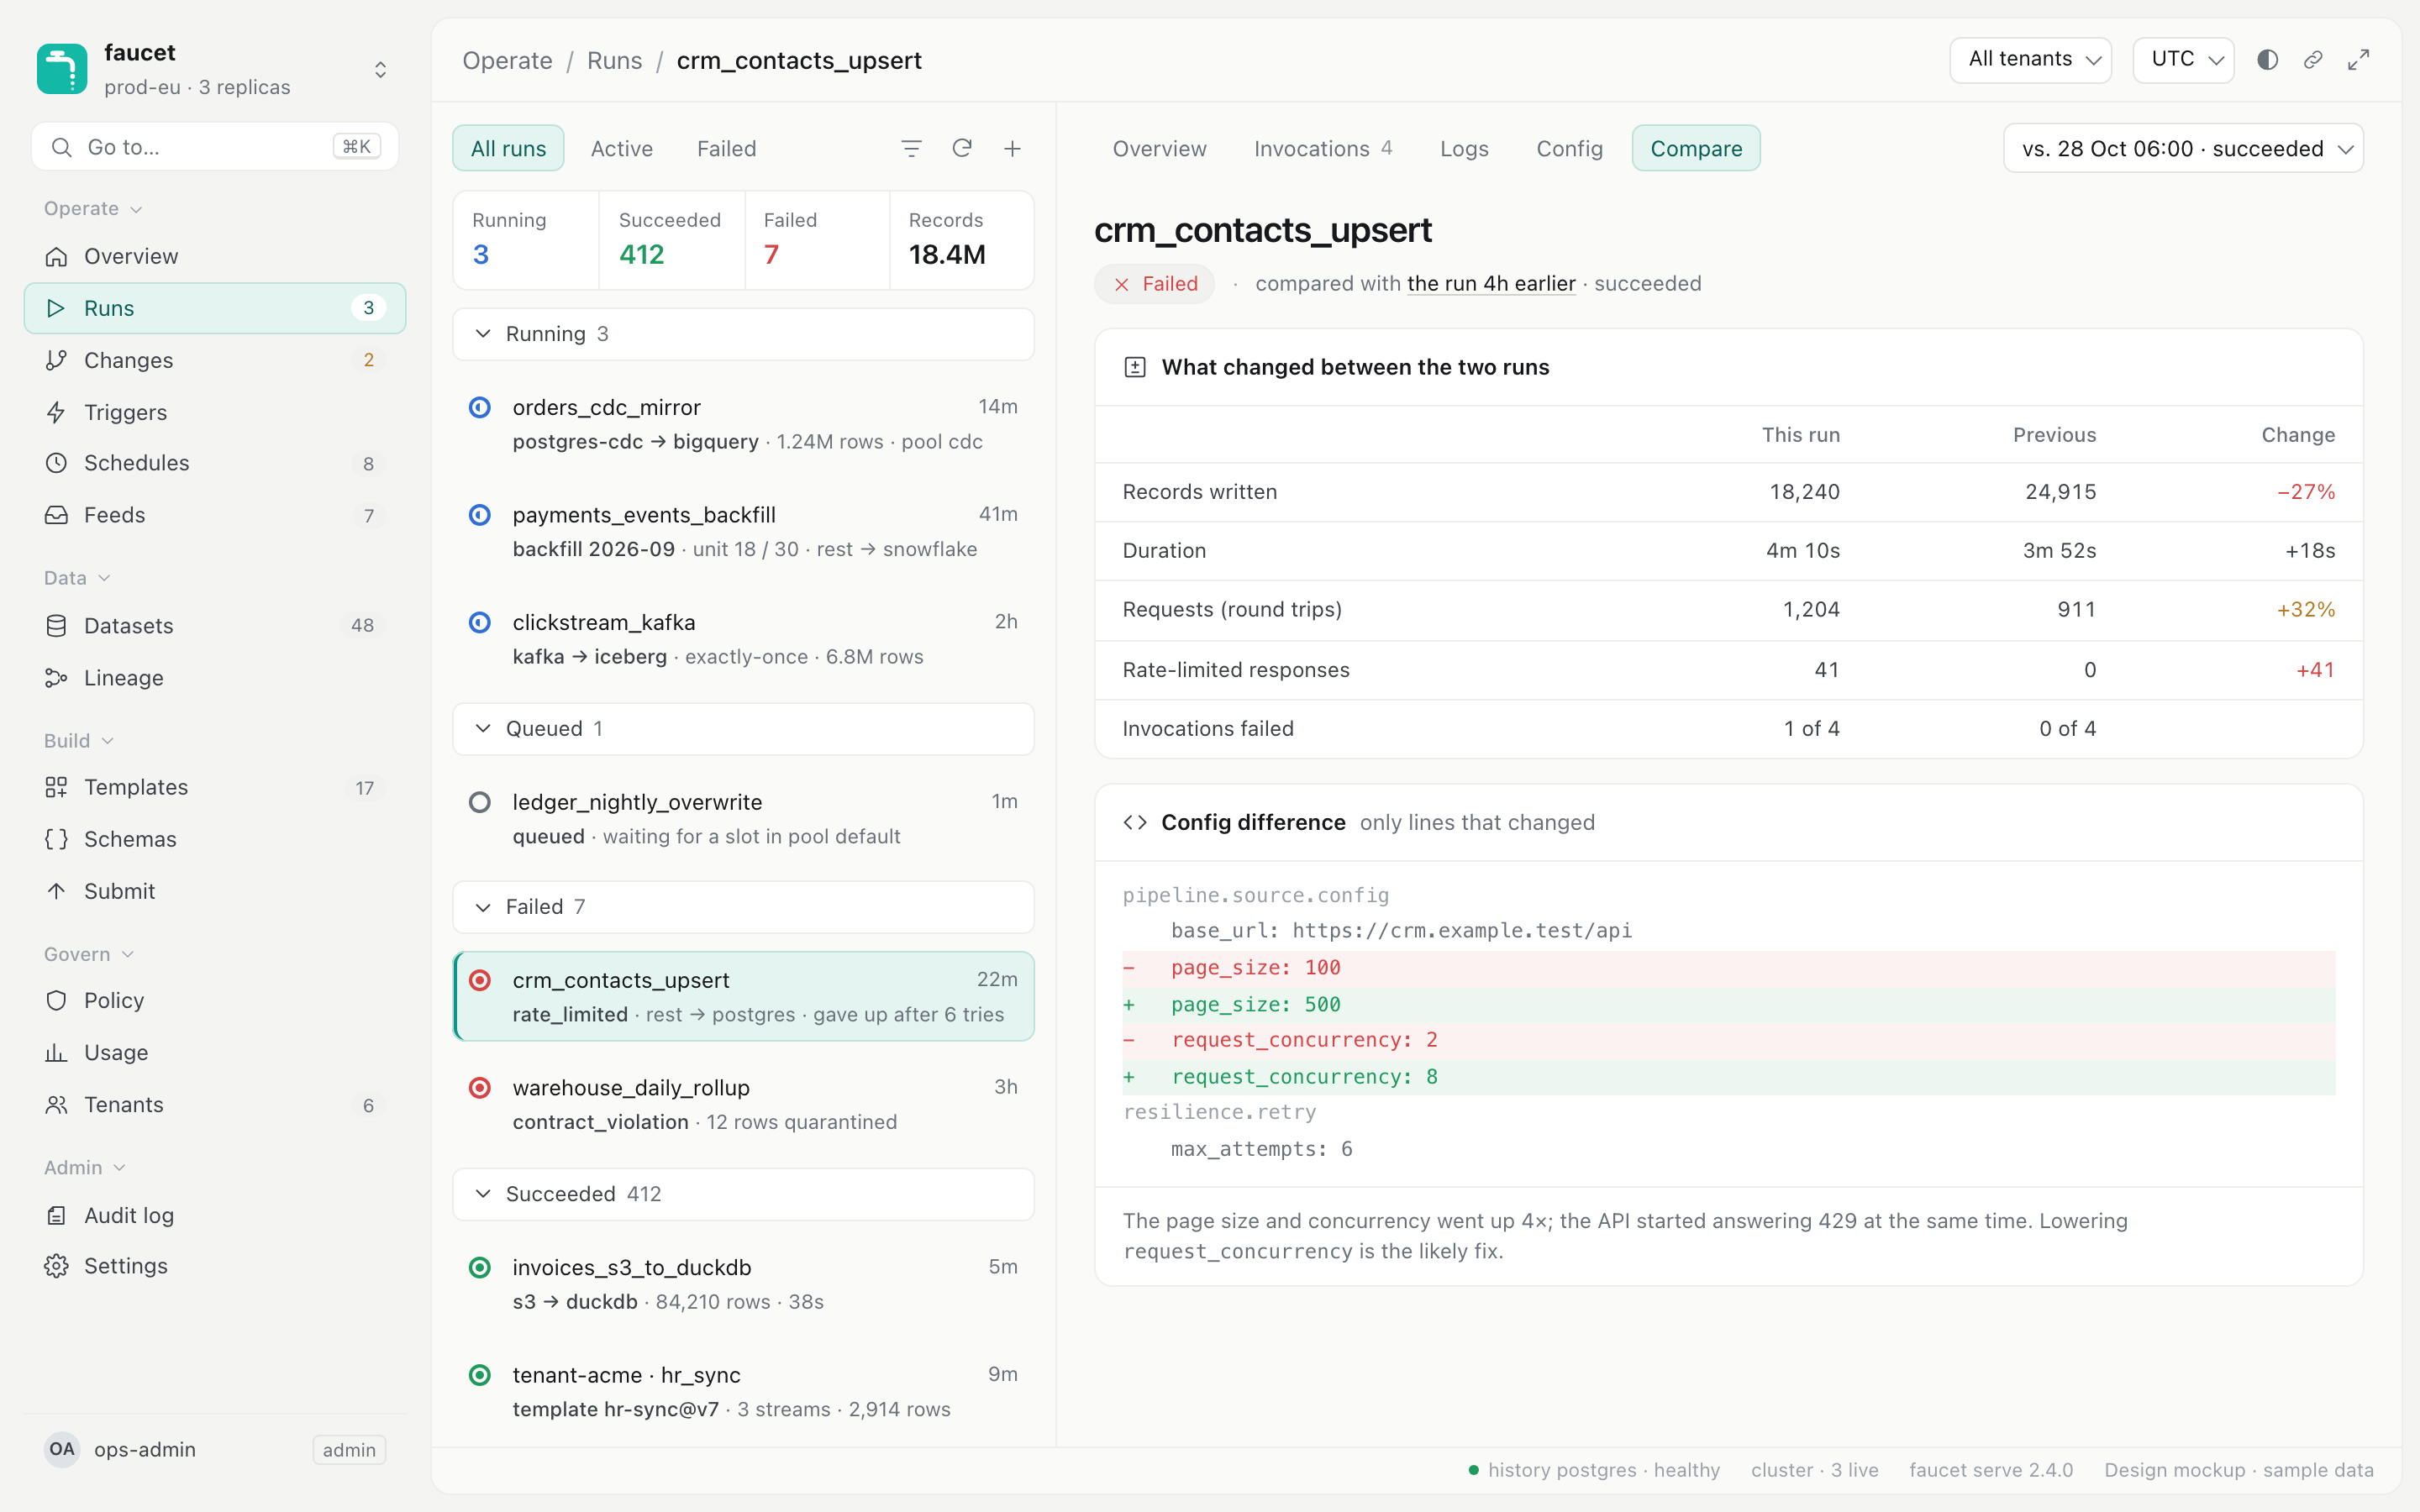 faucet
prod-eu · 3 replicas
Go to...
⌘K
Operate
Overview
Runs 3
Changes 2
Triggers
Schedules 8
Feeds 7
Data
Datasets 48
Lineage
Build
Templates 17
Schemas
Submit
Govern
Policy
Usage
Tenants 6
Admin
Audit log
Settings
OA ops-admin admin
Operate / Runs / crm_contacts_upsert
All tenants
UTC
All runs Active Failed
Running Succeeded Failed Records
3 412 7 18.4M
Running 3
orders_cdc_mirror 14m
postgres-cdc → bigquery · 1.24M rows · pool cdc
payments_events_backfill 41m
backfill 2026-09 · unit 18 / 30 · rest → snowflake
clickstream_kafka 2h
kafka → iceberg · exactly-once · 6.8M rows
Queued 1
ledger_nightly_overwrite 1m
queued · waiting for a slot in pool default
Failed 7
crm_contacts_upsert 22m
rate_limited · rest → postgres · gave up after 6 tries
warehouse_daily_rollup 3h
contract_violation · 12 rows quarantined
Succeeded 412
invoices_s3_to_duckdb 5m
s3 → duckdb · 84,210 rows · 38s
tenant-acme · hr_sync 9m
template hr-sync@v7 · 3 streams · 2,914 rows
Overview Invocations 4 Logs Config Compare
vs. 28 Oct 06:00 · succeeded
crm_contacts_upsert
Failed · compared with the run 4h earlier · succeeded
What changed between the two runs
This run Previous Change
Records written 18,240 24,915 −27%
Duration 4m 10s 3m 52s +18s
Requests (round trips) 1,204 911 +32%
Rate-limited responses 41 0 +41
Invocations failed 1 of 4 0 of 4
Config difference only lines that changed
pipeline.source.config
base_url: https://crm.example.test/api
− page_size: 100
+ page_size: 500
− request_concurrency: 2
+ request_concurrency: 8
resilience.retry
max_attempts: 6
The page size and concurrency went up 4×; the API started answering 429 at the same time. Lowering
request_concurrency is the likely fix.
history postgres · healthy cluster · 3 live faucet serve 2.4.0 Design mockup · sample data